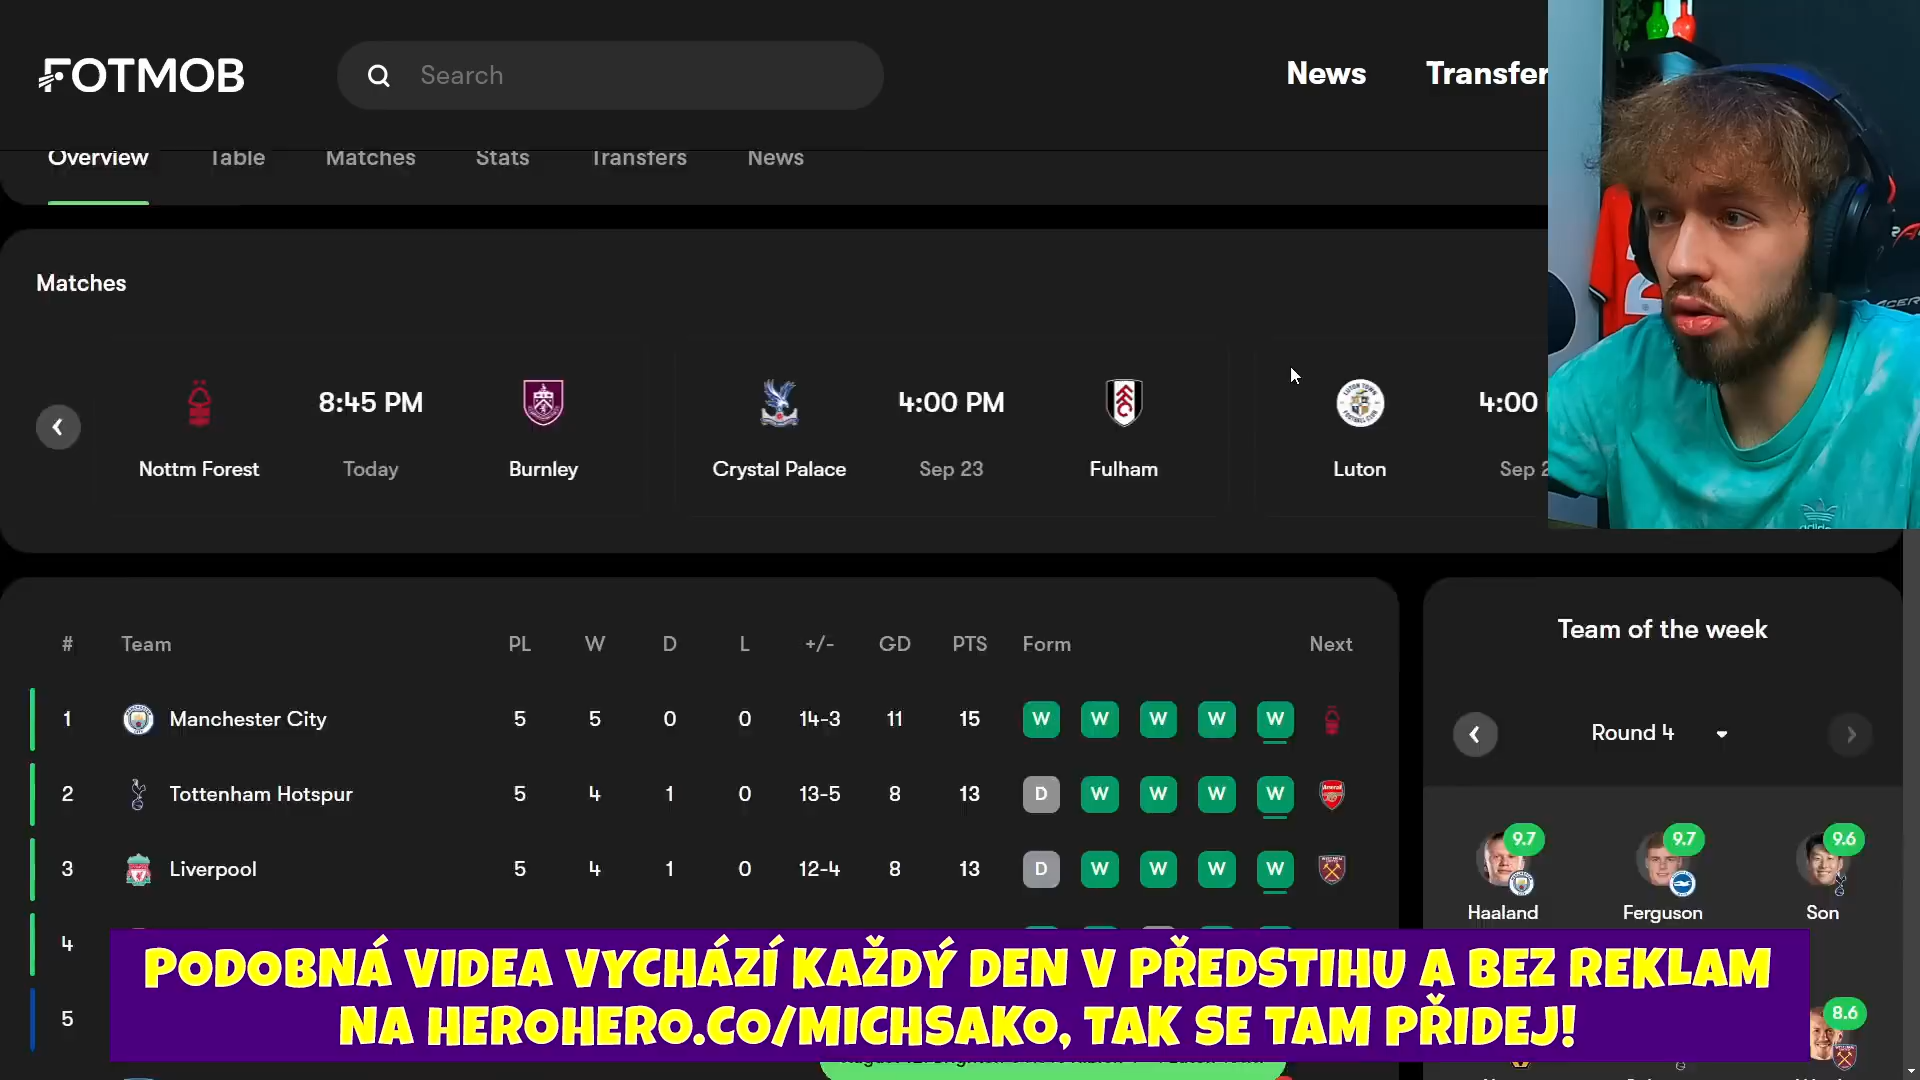 FOTMOB
Search
News
Transfer
Overview
Table
Matches
Stats
Transfers
News
Matches
8:45 PM
Nottm Forest
Today
Burnley
4:00 PM
Crystal Palace
Sep 23
Fulham
4:00
Luton
Sep 2
# Team PL W D L +/- GD PTS Form Next
1 Manchester City 5 5 0 0 14-3 11 15 W W W W W
2 Tottenham Hotspur 5 4 1 0 13-5 8 13 D W W W W
3 Liverpool 5 4 1 0 12-4 8 13 D W W W W
4
5
Team of the week
Round 4
9.7
9.7
9.6
Haaland
Ferguson
Son
8.6
PODOBNÁ VIDEA VYCHÁZÍ KAŽDÝ DEN V PŘEDSTIHU A BEZ REKLAM
NA HEROHERO.CO/MICHSAKO, TAK SE TAM PŘIDEJ!